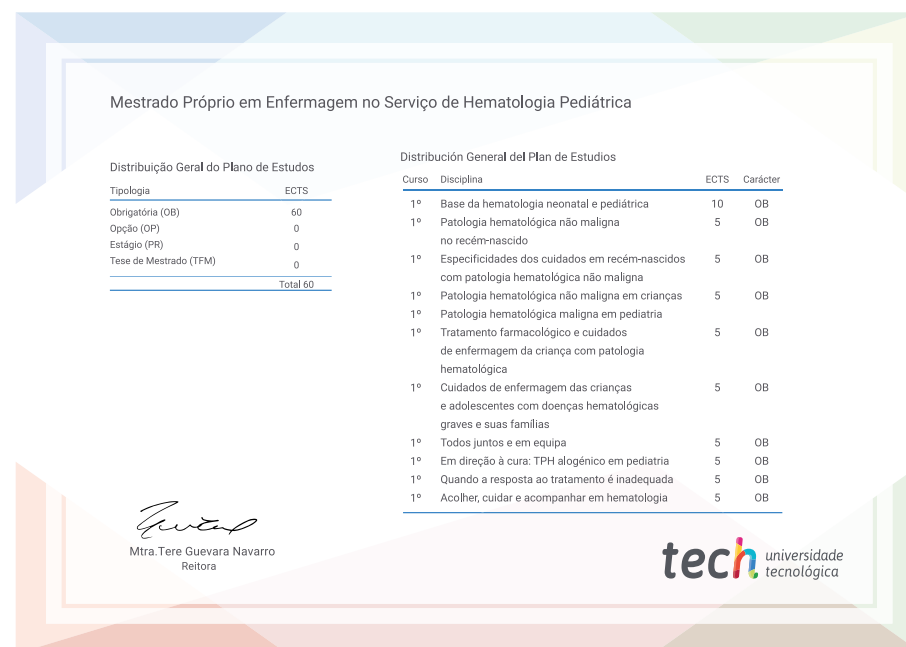 Mestrado Próprio em Enfermagem no Serviço de Hematologia Pediátrica
Distribuição Geral do Plano de Estudos
Tipologia ECTS
Obrigatória (OB) 60
Opção (OP) 0
Estágio (PR) 0
Tese de Mestrado (TFM) 0
Total 60
Distribución General del Plan de Estudios
Curso Disciplina ECTS Carácter
1º Base da hematologia neonatal e pediátrica 10 OB
1º Patologia hematológica não maligna 5 OB
no recém-nascido
1º Especificidades dos cuidados em recém-nascidos 5 OB
com patologia hematológica não maligna
1º Patologia hematológica não maligna em crianças 5 OB
1º Patologia hematológica maligna em pediatria
1º Tratamento farmacológico e cuidados 5 OB
de enfermagem da criança com patologia
hematológica
1º Cuidados de enfermagem das crianças 5 OB
e adolescentes com doenças hematológicas
graves e suas famílias
1º Todos juntos e em equipa 5 OB
1º Em direção à cura: TPH alogénico em pediatria 5 OB
1º Quando a resposta ao tratamento é inadequada 5 OB
1º Acolher, cuidar e acompanhar em hematologia 5 OB
Mtra.Tere Guevara Navarro
Reitora
tech universidade
tecnológica